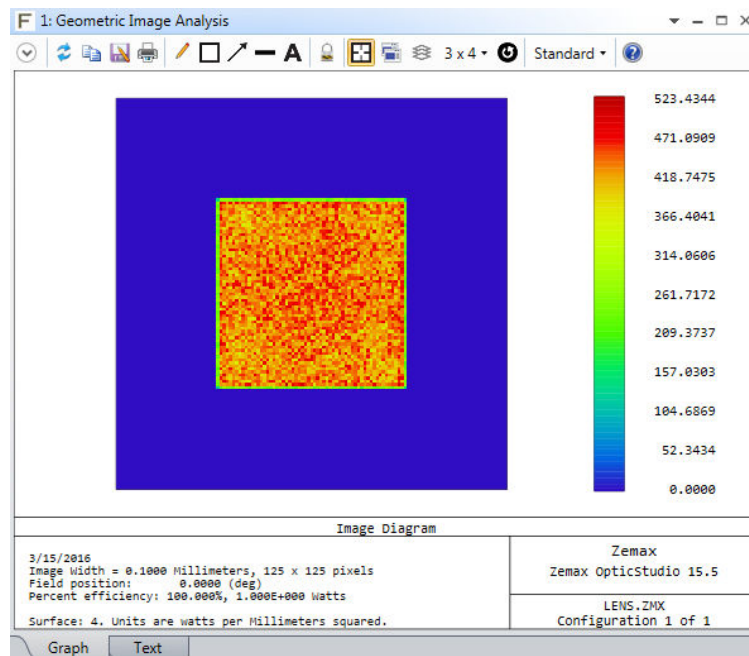 F 1: Geometric Image Analysis
A 3 x 4 Standard ?
523.4344
471.0909
418.7475
366.4041
314.0606
261.7172
209.3737
157.0303
104.6869
52.3434
0.0000
Image Diagram
3/15/2016
Image Width = 0.1000 Millimeters, 125 x 125 pixels
Field position: 0.0000 (deg)
Percent efficiency: 100.000%, 1.000E+000 Watts
Surface: 4. Units are watts per Millimeters squared.
Zemax
Zemax OpticStudio 15.5
LENS.ZMX
Configuration 1 of 1
Graph Text